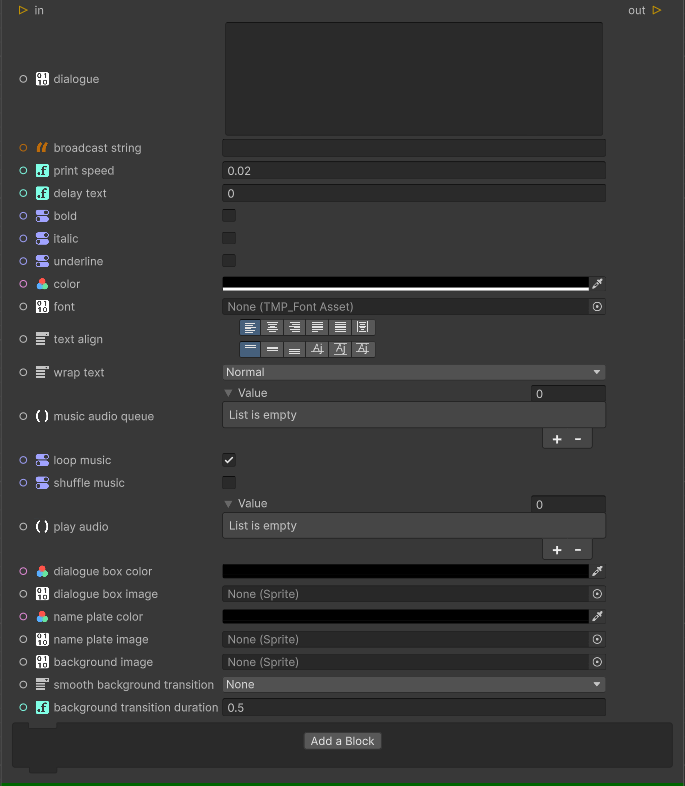 in out
dialogue
broadcast string
print speed 0.02
delay text 0
bold
italic
underline
color
font None (TMP_Font Asset)
text align
wrap text Normal
Value 0
music audio queue List is empty
+ -
loop music
shuffle music
Value 0
play audio List is empty
+ -
dialogue box color
dialogue box image None (Sprite)
name plate color
name plate image None (Sprite)
background image None (Sprite)
smooth background transition None
background transition duration 0.5
Add a Block